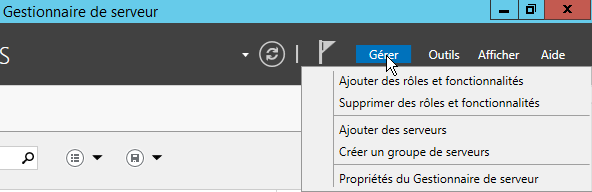 Gestionnaire de serveur
S
Gérer Outils Afficher Aide
Ajouter des rôles et fonctionnalités
Supprimer des rôles et fonctionnalités
Ajouter des serveurs
Créer un groupe de serveurs
Propriétés du Gestionnaire de serveur